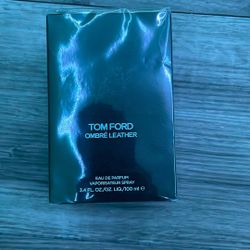 TOM FORD
OMBRÉ LEATHER
EAU DE PARFUM
VAPORISATEUR SPRAY
3.4 FL. OZ./OZ. LIQ./100 ml ℮